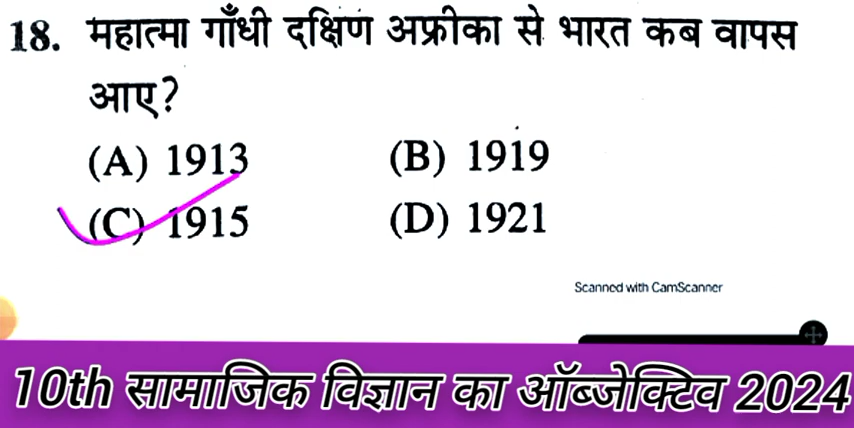 18. महात्मा गाँधी दक्षिण अफ्रीका से भारत कब वापस
आए?
(A) 1913 (B) 1919
(C) 1915 (D) 1921
Scanned with CamScanner
10th सामाजिक विज्ञान का ऑब्जेक्टिव 2024